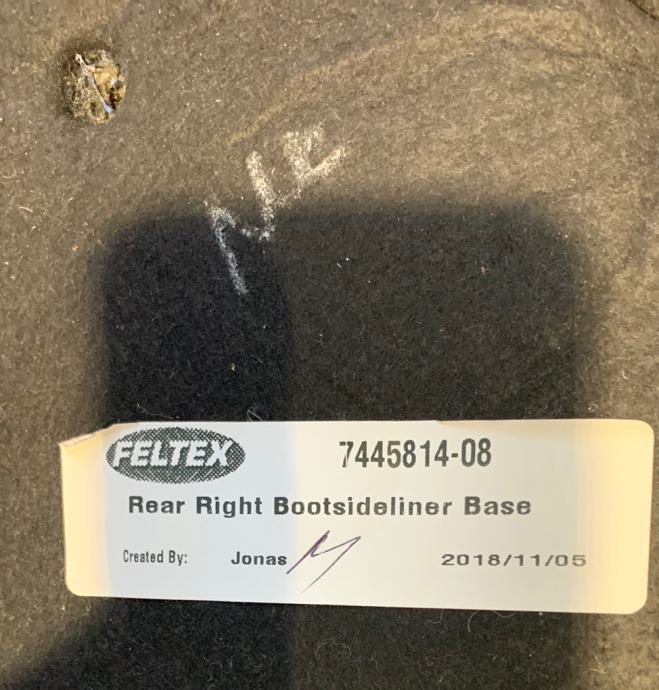 FELTEX 7445814-08
Rear Right Bootsideliner Base
Created By: Jonas 2018/11/05